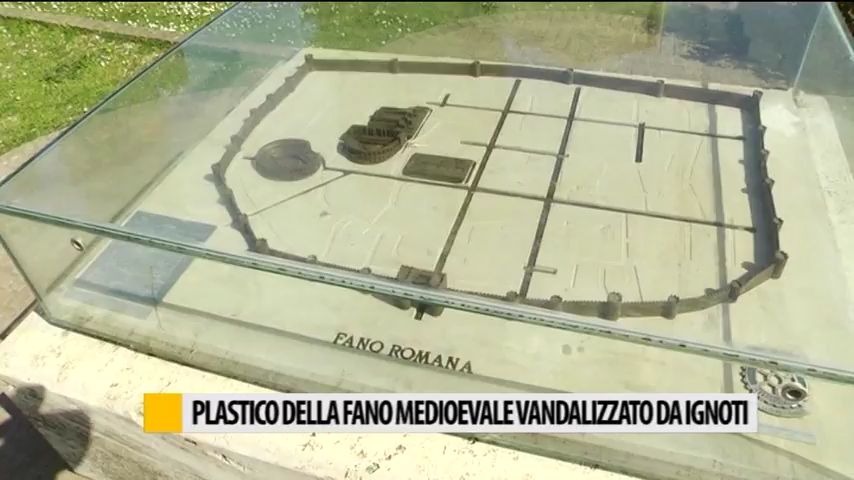 FANO ROMANA
PLASTICO DELLA FANO MEDIOEVALE VANDALIZZATO DA IGNOTI